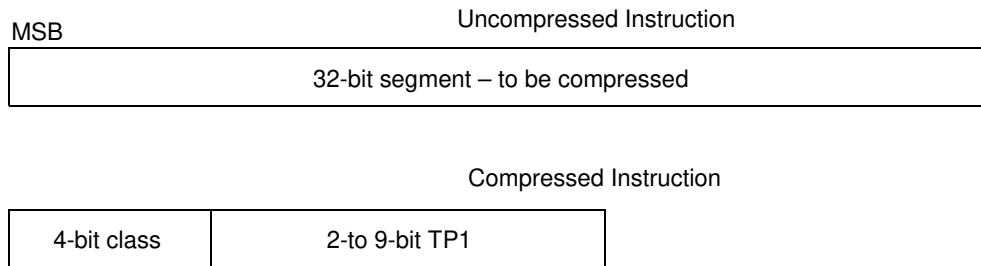 Uncompressed Instruction
MSB
32-bit segment – to be compressed
Compressed Instruction
4-bit class
2-to 9-bit TP1